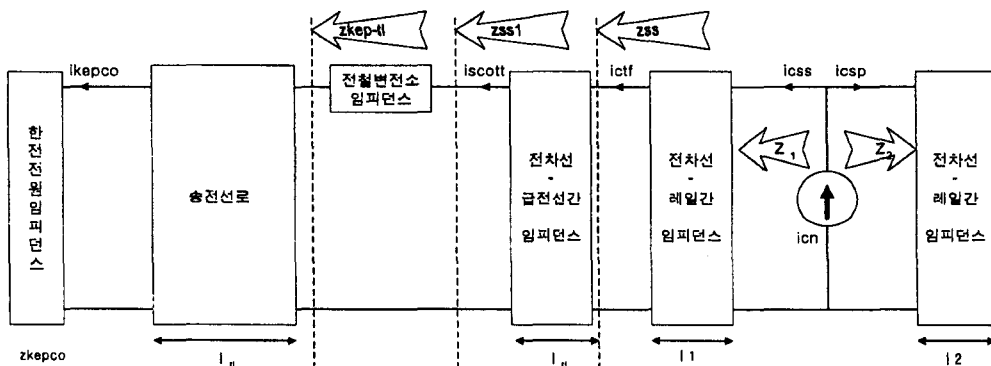 zkep-tl
zss1
zss
ikepco
전철변전소
임피던스
iscott
ictf
icss
icsp
한전전원임피던스
송전선로
전차선
-
급전선간
임피던스
전차선
-
레일간
임피던스
Z 1
Z 2
icn
전차선
-
레일간
임피던스
zkepco
l1
l2